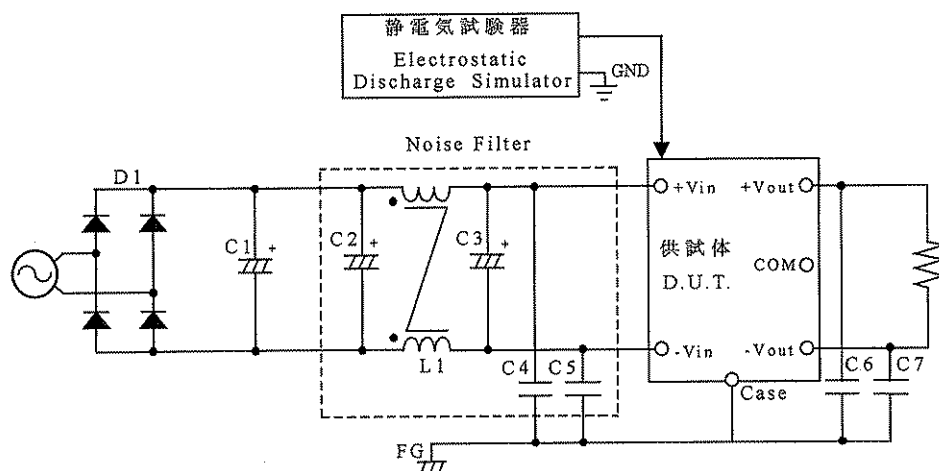 静電気試験器
Electrostatic
Discharge Simulator
GND
Noise Filter
D1
C1
+
C2
+
C3
+
L1
C4
C5
+Vin
+Vout
供試体
D.U.T.
COM
-Vin
-Vout
Case
C6
C7
FG